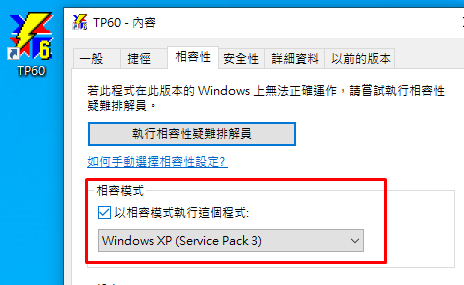 TP60 - 內容
TP60
一般
捷徑
相容性
安全性
詳細資料
以前的版本
若此程式在此版本的 Windows 上無法正確運作，請嘗試執行相容性
疑難排解員。
執行相容性疑難排解員
如何手動選擇相容性設定?
相容模式
以相容模式執行這個程式:
Windows XP (Service Pack 3)